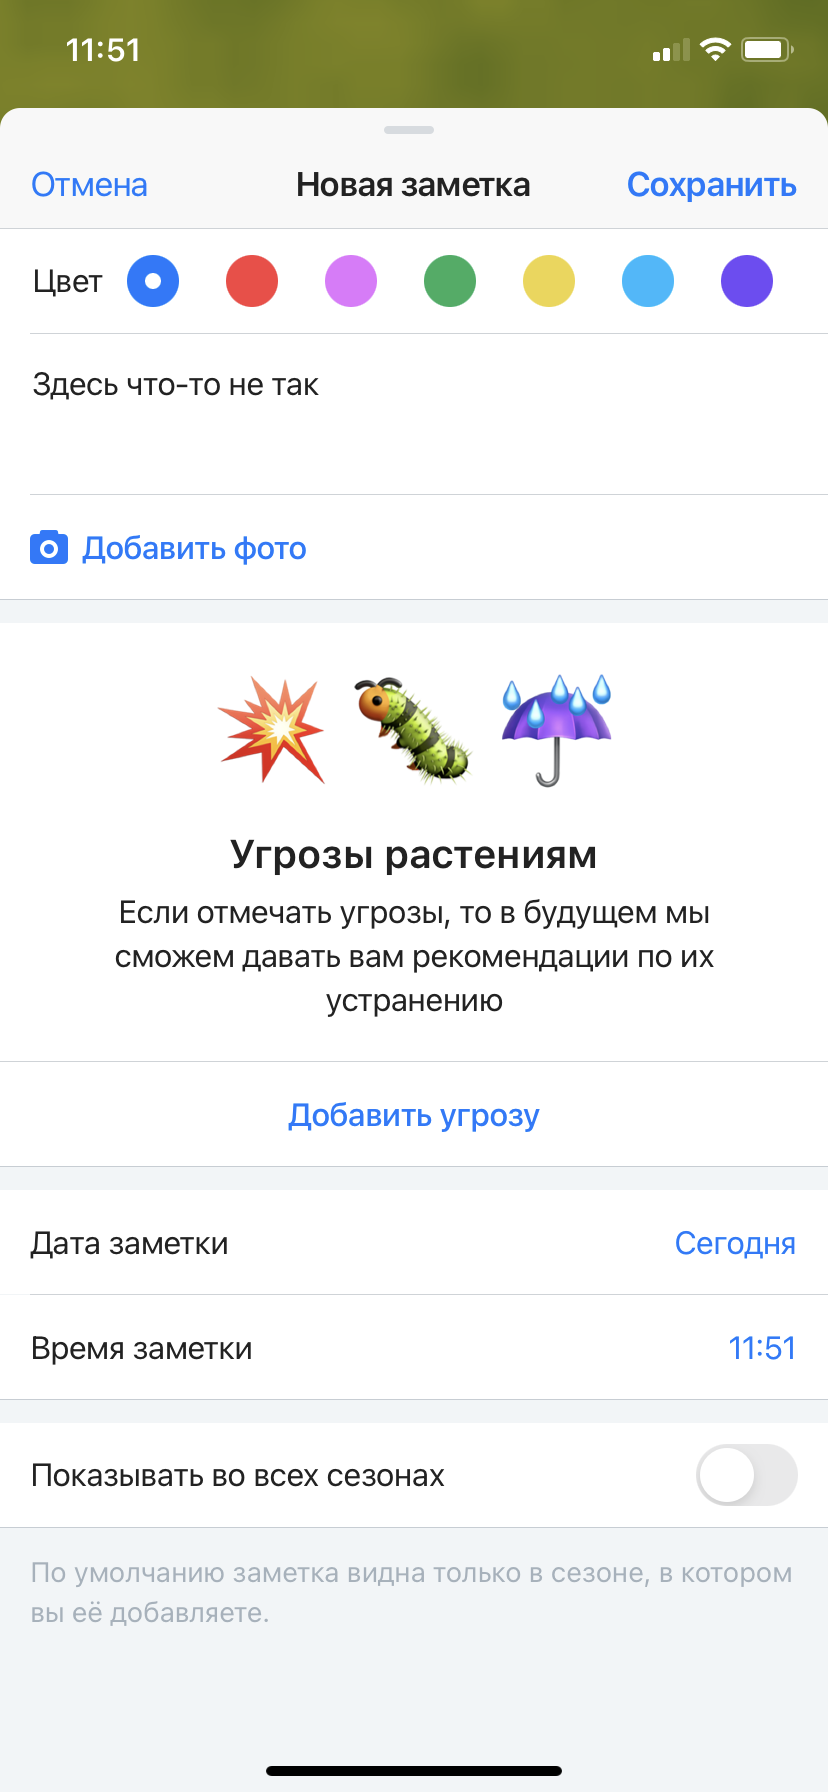 11:51
Отмена Новая заметка Сохранить
Цвет
Здесь что-то не так
Добавить фото
Угрозы растениям
Если отмечать угрозы, то в будущем мы
сможем давать вам рекомендации по их
устранению
Добавить угрозу
Дата заметки Сегодня
Время заметки 11:51
Показывать во всех сезонах
По умолчанию заметка видна только в сезоне, в котором
вы её добавляете.